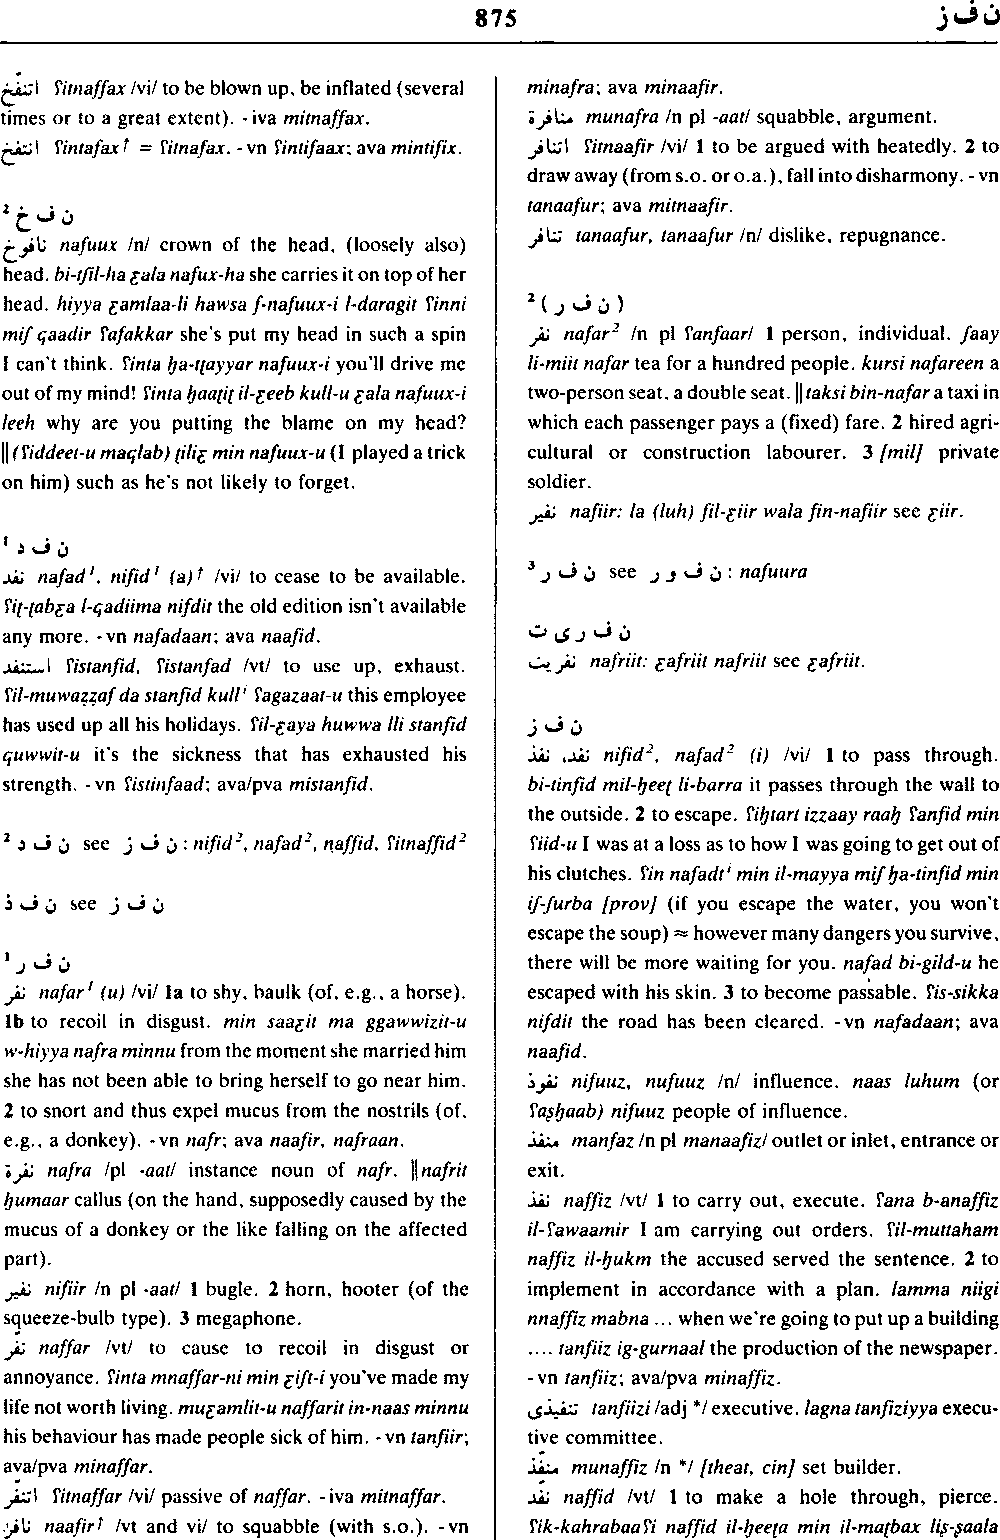 875
ن ف ز
اتنفّخ ʕitnaffax /vi/ to be blown up, be inflated (several
times or to a great extent). -iva mitnaffax.
انتفخ ʕintafax↑ = ʕitnafax. -vn ʕintifaax; ava mintifix.
ن ف خ ²
نافوخ nafuux /n/ crown of the head, (loosely also)
head. bi-tʃil-ha ɛala nafux-ha she carries it on top of her
head. hiyya ɛamlaa-li hawsa f-nafuux-i l-daragit ʕinni
miʃ qaadir ʕafakkar she's put my head in such a spin
I can't think. ʕinta ḥa-ṭṭayyar nafuux-i you'll drive me
out of my mind! ʕinta ḥaaṭiṭ il-ɛeeb kull-u ɛala nafuux-i
leeh why are you putting the blame on my head?
‖(ʕiddeet-u maqlab) ṭiliɛ min nafuux-u (I played a trick
on him) such as he's not likely to forget.
ن ف د ¹
نفد nafad¹, nifid¹ (a)↑ /vi/ to cease to be available.
ʕiṭ-ṭabɛa l-qadiima nifdit the old edition isn't available
any more. -vn nafadaan; ava naafid.
استنفد ʕistanfid, ʕistanfad /vt/ to use up, exhaust.
ʕil-muwaẓẓaf da stanfid kullⁱ ʕagazaat-u this employee
has used up all his holidays. ʕil-ɛaya huwwa lli stanfid
quwwit-u it's the sickness that has exhausted his
strength. -vn ʕistinfaad; ava/pva mistanfid.
ن ف د ² see ن ف ز : nifid², nafad², naffid, ʕitnaffid²
ن ف ذ see ن ف ز
ن ف ر ¹
نفر nafar¹ (u) /vi/ 1a to shy, baulk (of, e.g., a horse).
1b to recoil in disgust. min saaɛit ma ggawwizit-u
w-hiyya nafra minnu from the moment she married him
she has not been able to bring herself to go near him.
2 to snort and thus expel mucus from the nostrils (of,
e.g., a donkey). -vn nafr; ava naafir, nafraan.
نفرة nafra /pl -aat/ instance noun of nafr. ‖nafrit
ḥumaar callus (on the hand, supposedly caused by the
mucus of a donkey or the like falling on the affected
part).
نفير nifiir /n pl -aat/ 1 bugle. 2 horn, hooter (of the
squeeze-bulb type). 3 megaphone.
نفّر naffar /vt/ to cause to recoil in disgust or
annoyance. ʕinta mnaffar-ni min ɛiʃt-i you've made my
life not worth living. muɛamlit-u naffarit in-naas minnu
his behaviour has made people sick of him. -vn tanfiir;
ava/pva minaffar.
اتنفّر ʕitnaffar /vi/ passive of naffar. -iva mitnaffar.
نافر naafir↑ /vt and vi/ to squabble (with s.o.). -vn
minafra; ava minaafir.
منافرة munafra /n pl -aat/ squabble, argument.
اتنافر ʕitnaafir /vi/ 1 to be argued with heatedly. 2 to
draw away (from s.o. or o.a.), fall into disharmony. -vn
tanaafur; ava mitnaafir.
تنافر tanaafur, tanaafur /n/ dislike, repugnance.
(ن ف ر) ²
نفر nafar² /n pl ʕanfaar/ 1 person, individual. ʃaay
li-miit nafar tea for a hundred people. kursi nafareen a
two-person seat, a double seat. ‖taksi bin-nafar a taxi in
which each passenger pays a (fixed) fare. 2 hired agri-
cultural or construction labourer. 3 [mil] private
soldier.
نفير nafiir: la (luh) fil-ɛiir wala fin-nafiir see ɛiir.
ن ف ر ³ see ن ف و ر : nafuura
ن ف ر ى ت
نفريت nafriit: ɛafriit nafriit see ɛafriit.
ن ف ز
نفد، نفذ nifid², nafad² (i) /vi/ 1 to pass through.
bi-tinfid mil-ḥeeṭ li-barra it passes through the wall to
the outside. 2 to escape. ʕiḥtart izzaay raaḥ ʕanfid min
ʕiid-u I was at a loss as to how I was going to get out of
his clutches. ʕin nafadtⁱ min il-mayya miʃ ḥa-tinfid min
iʃ-ʃurba [prov] (if you escape the water, you won't
escape the soup) ≈ however many dangers you survive,
there will be more waiting for you. nafad bi-gild-u he
escaped with his skin. 3 to become passable. ʕis-sikka
nifdit the road has been cleared. -vn nafadaan; ava
naafid.
نفوذ nifuuz, nufuuz /n/ influence. naas luhum (or
ʕaṣḥaab) nifuuz people of influence.
منفذ manfaz /n pl manaafiz/ outlet or inlet, entrance or
exit.
نفّذ naffiz /vt/ 1 to carry out, execute. ʕana b-anaffiz
il-ʕawaamir I am carrying out orders. ʕil-muttaham
naffiz il-ḥukm the accused served the sentence. 2 to
implement in accordance with a plan. lamma niigi
nnaffiz mabna ... when we're going to put up a building
.... tanfiiz ig-gurnaal the production of the newspaper.
-vn tanfiiz; ava/pva minaffiz.
تنفيذى tanfiizi /adj */ executive. lagna tanfiziyya execu-
tive committee.
منفّذ munaffiz /n */ [theat, cin] set builder.
نفّد naffid /vt/ 1 to make a hole through, pierce.
ʕik-kahrabaaʕi naffid il-ḥeeṭa min il-maṭbax liṣ-ṣaala